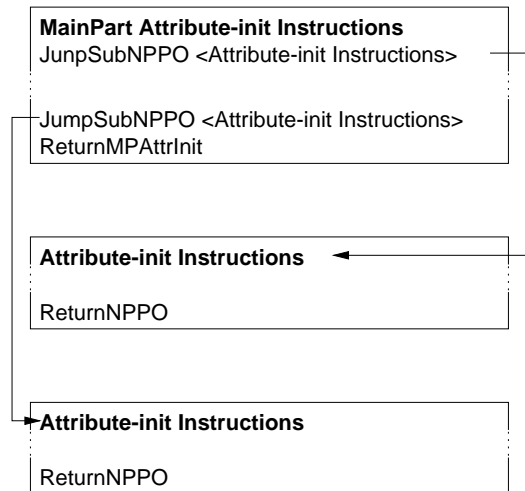 MainPart Attribute-init Instructions
JunpSubNPPO <Attribute-init Instructions>
JumpSubNPPO <Attribute-init Instructions>
ReturnMPAttrInit
Attribute-init Instructions
ReturnNPPO
Attribute-init Instructions
ReturnNPPO